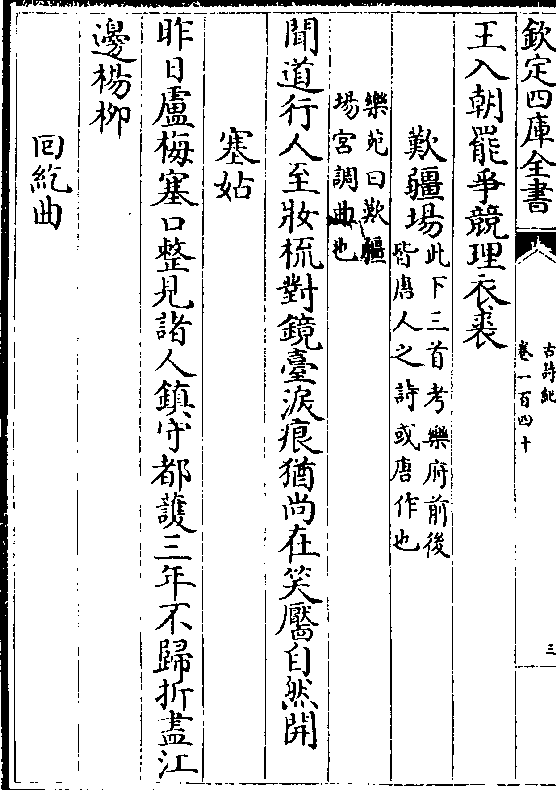 欽定四庫全書
古詩紀
卷一百四十
三
王入朝罷爭競理衣裘
歎疆場此下三首考樂府前後
皆唐人之詩或唐作也
樂苑曰歎疆
場宮調曲也
聞道行人至妝梳對鏡臺淚痕猶尚在笑靨自然開
塞姑
昨日盧梅塞口整見諸人鎮守都護三年不歸折盡江
邊楊柳
回紇曲